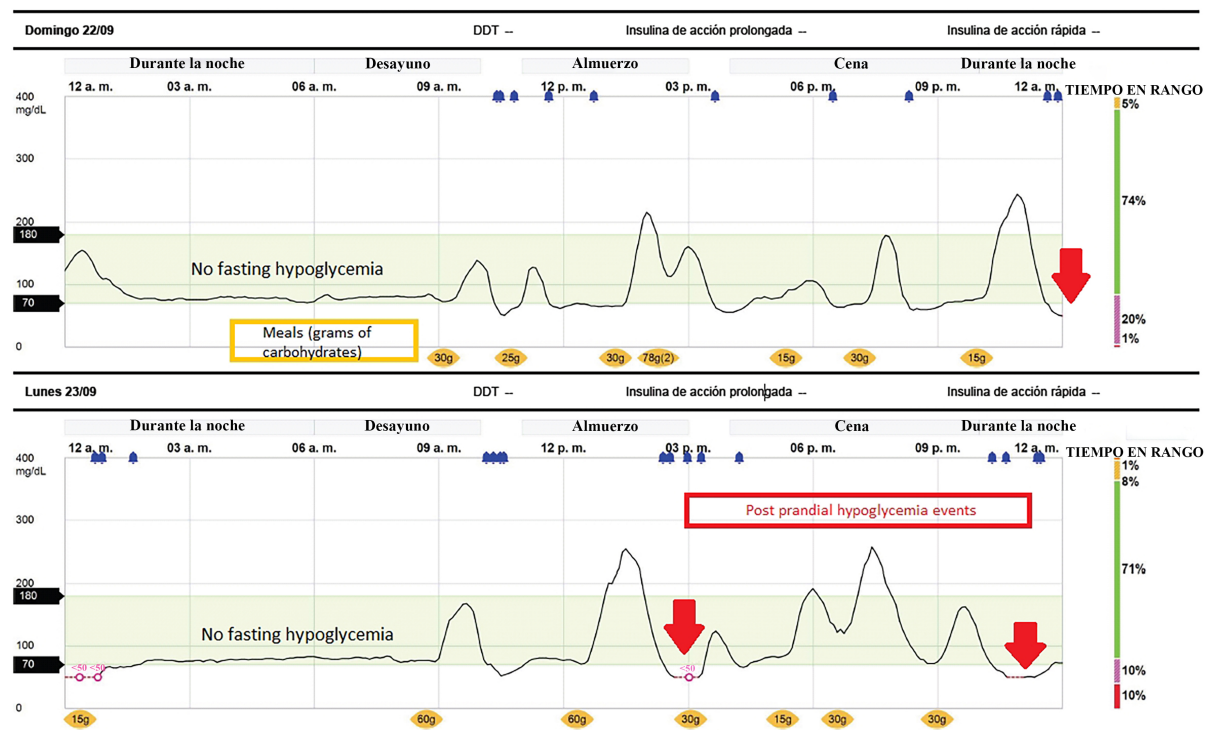 Domingo 22/09 DDT -- Insulina de acción prolongada -- Insulina de acción rápida --
Durante la noche Desayuno Almuerzo Cena Durante la noche
12 a. m. 03 a. m. 06 a. m. 09 a. m. 12 p. m. 03 p. m. 06 p. m. 09 p. m. 12 a. m. TIEMPO EN RANGO
400
mg/dL
5%
300
200
74%
180
No fasting hypoglycemia
100
70
20%
Meals (grams of
carbohydrates)
1%
0
30g 25g 30g 78g(2) 15g 30g 15g
Lunes 23/09 DDT -- Insulina de acción prolongada -- Insulina de acción rápida --
Durante la noche Desayuno Almuerzo Cena Durante la noche
12 a. m. 03 a. m. 06 a. m. 09 a. m. 12 p. m. 03 p. m. 06 p. m. 09 p. m. 12 a. m. TIEMPO EN RANGO
400
mg/dL
1%
8%
Post prandial hypoglycemia events
300
71%
200
180
No fasting hypoglycemia
100
70
<50 <50 <50
10%
10%
0
15g 60g 60g 30g 15g 30g 30g